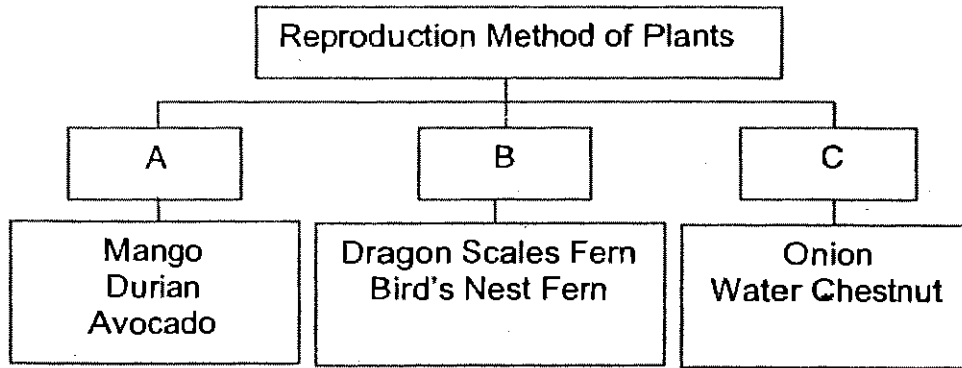 Reproduction Method of Plants
A
B
C
Mango
Durian
Avocado
Dragon Scales Fern
Bird's Nest Fern
Onion
Water Chestnut